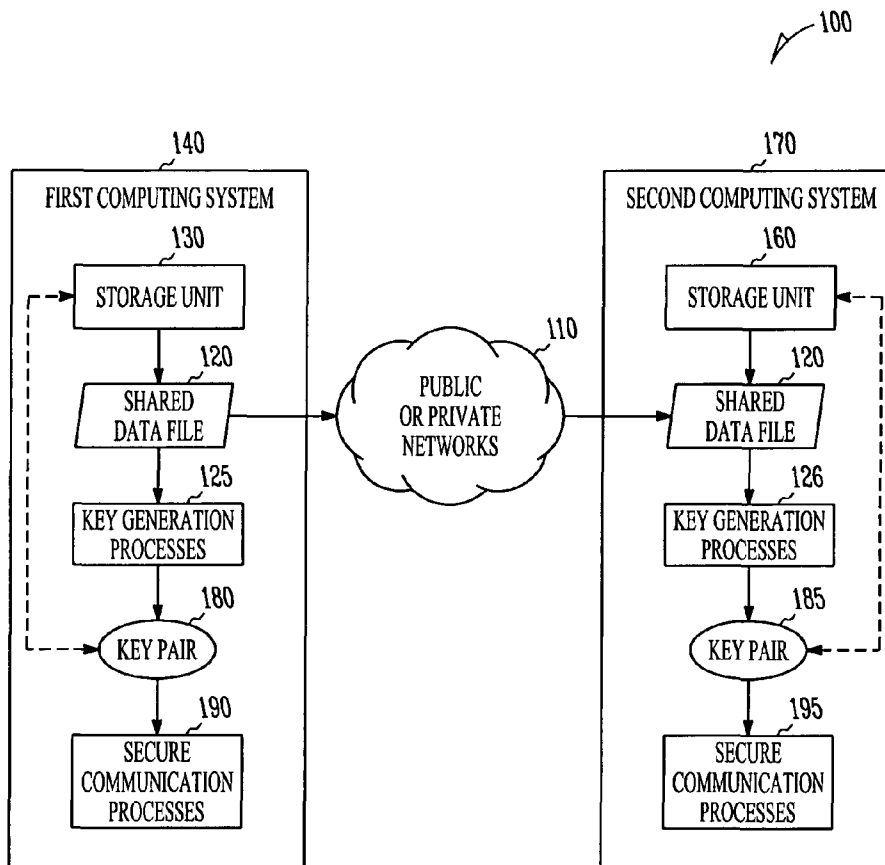 100
140
FIRST COMPUTING SYSTEM
130
STORAGE UNIT
120
SHARED
DATA FILE
125
KEY GENERATION
PROCESSES
180
KEY PAIR
190
SECURE
COMMUNICATION
PROCESSES
110
PUBLIC
OR PRIVATE
NETWORKS
170
SECOND COMPUTING SYSTEM
160
STORAGE UNIT
120
SHARED
DATA FILE
126
KEY GENERATION
PROCESSES
185
KEY PAIR
195
SECURE
COMMUNICATION
PROCESSES